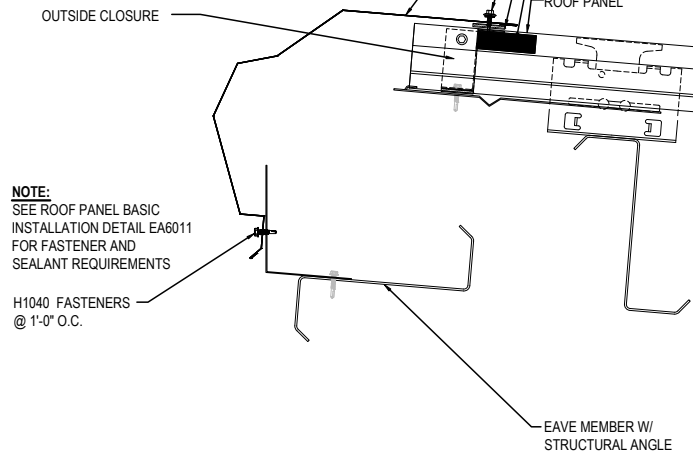 ROOF PANEL
OUTSIDE CLOSURE
NOTE:
SEE ROOF PANEL BASIC
INSTALLATION DETAIL EA6011
FOR FASTENER AND
SEALANT REQUIREMENTS
H1040 FASTENERS
@ 1'-0" O.C.
EAVE MEMBER W/
STRUCTURAL ANGLE